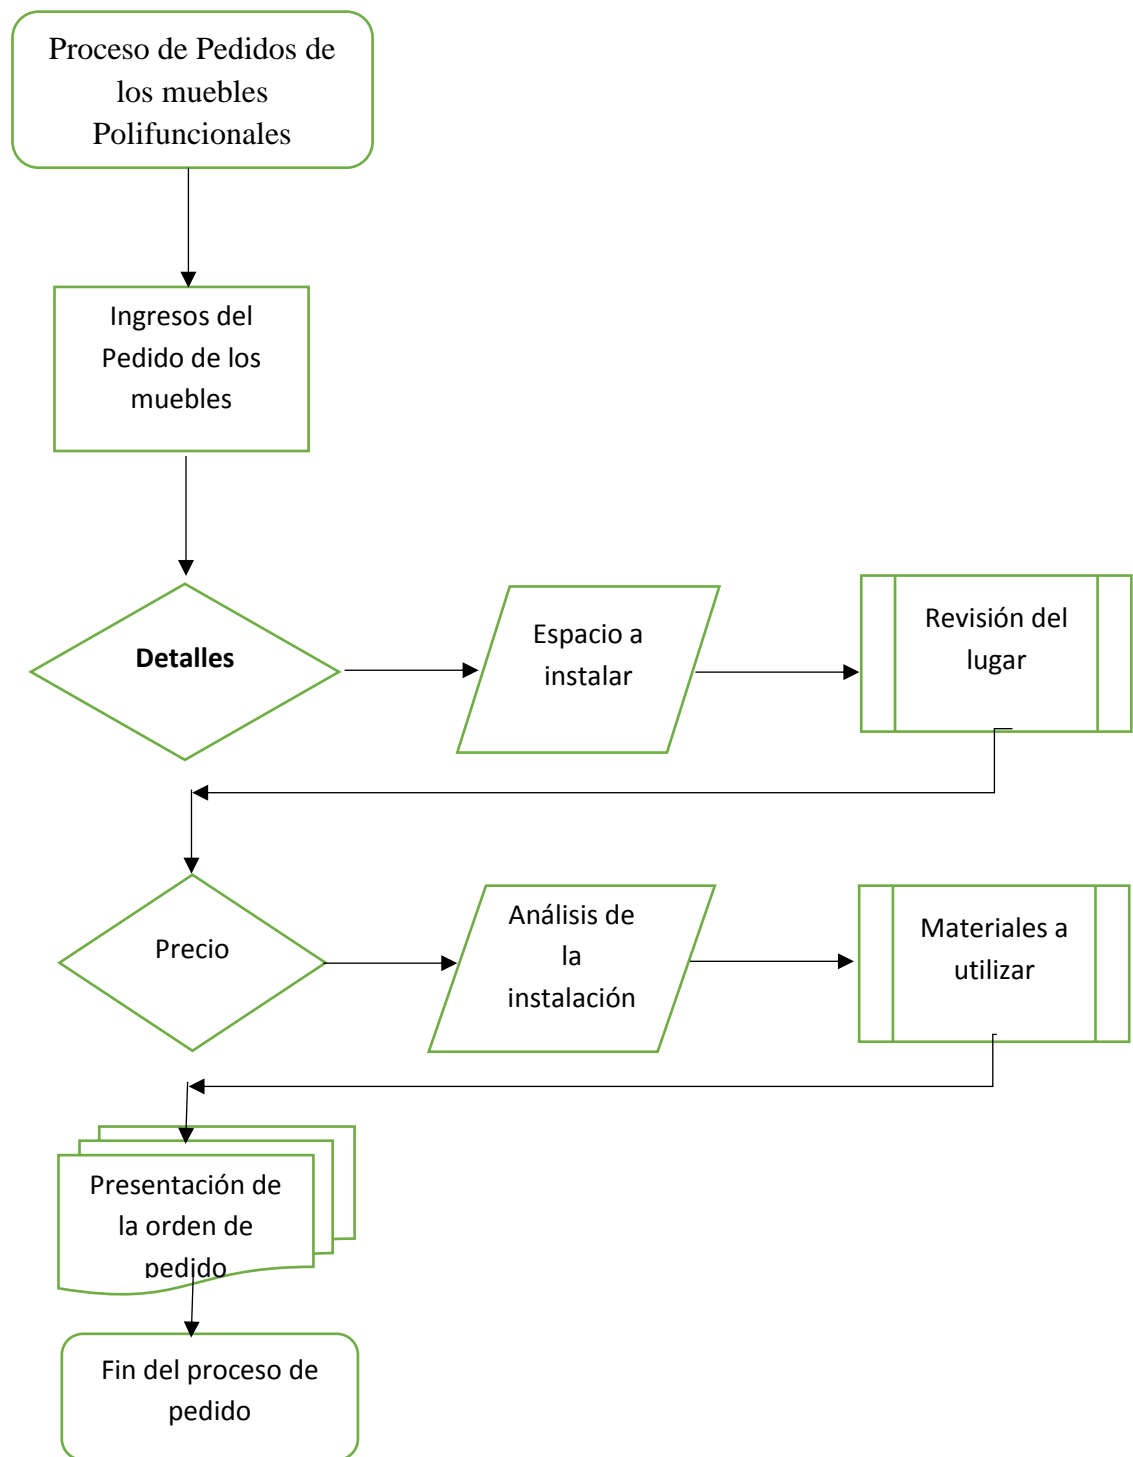 Proceso de Pedidos de
los muebles
Polifuncionales
Ingresos del
Pedido de los
muebles
Detalles
Espacio a
instalar
Revisión del
lugar
Precio
Análisis de
la
instalación
Materiales a
utilizar
Presentación de
la orden de
pedido
Fin del proceso de
pedido